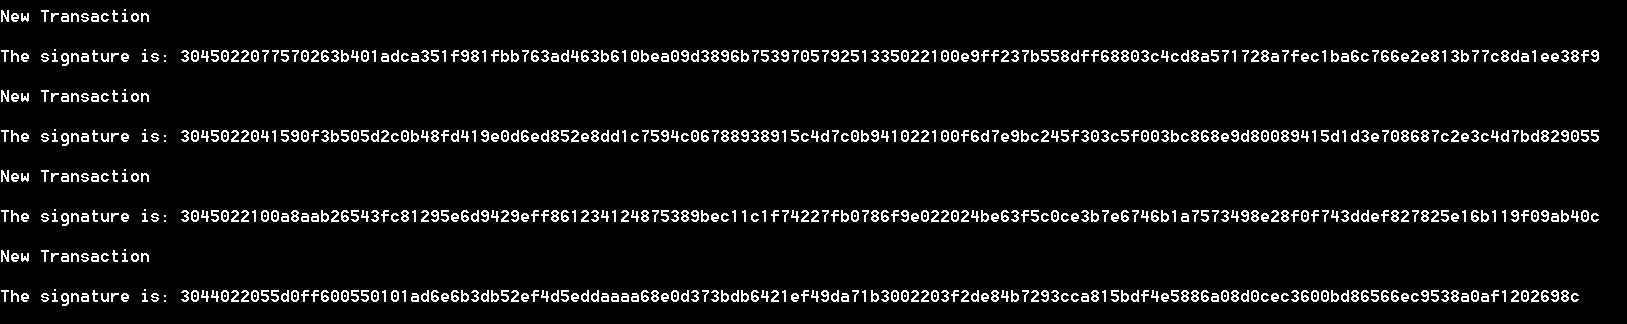 New Transaction
The signature is: 3045022077570263b401adca351f981fbb763ad463b610bea09d3896b753970579251335022100e9ff237b558dff68803c4cd8a571728a7fec1ba6c766e2e813b77c8da1ee38f9
New Transaction
The signature is: 3045022041590f3b505d2c0b48fd419e0d6ed852e8dd1c7594c06788938915c4d7c0b941022100f6d7e9bc245f303c5f003bc868e9d80089415d1d3e708687c2e3c4d7bd829055
New Transaction
The signature is: 3045022100a8aab26543fc81295e6d9429eff861234124875389bec11c1f74227fb0786f9e022024be63f5c0ce3b7e6746b1a7573498e28f0f743ddef827825e16b119f09ab40c
New Transaction
The signature is: 3044022055d0ff600550101ad6e6b3db52ef4d5eddaaaa68e0d373bdb6421ef49da71b3002203f2de84b7293cca815bdf4e5886a08d0cec3600bd86566ec9538a0af1202698c